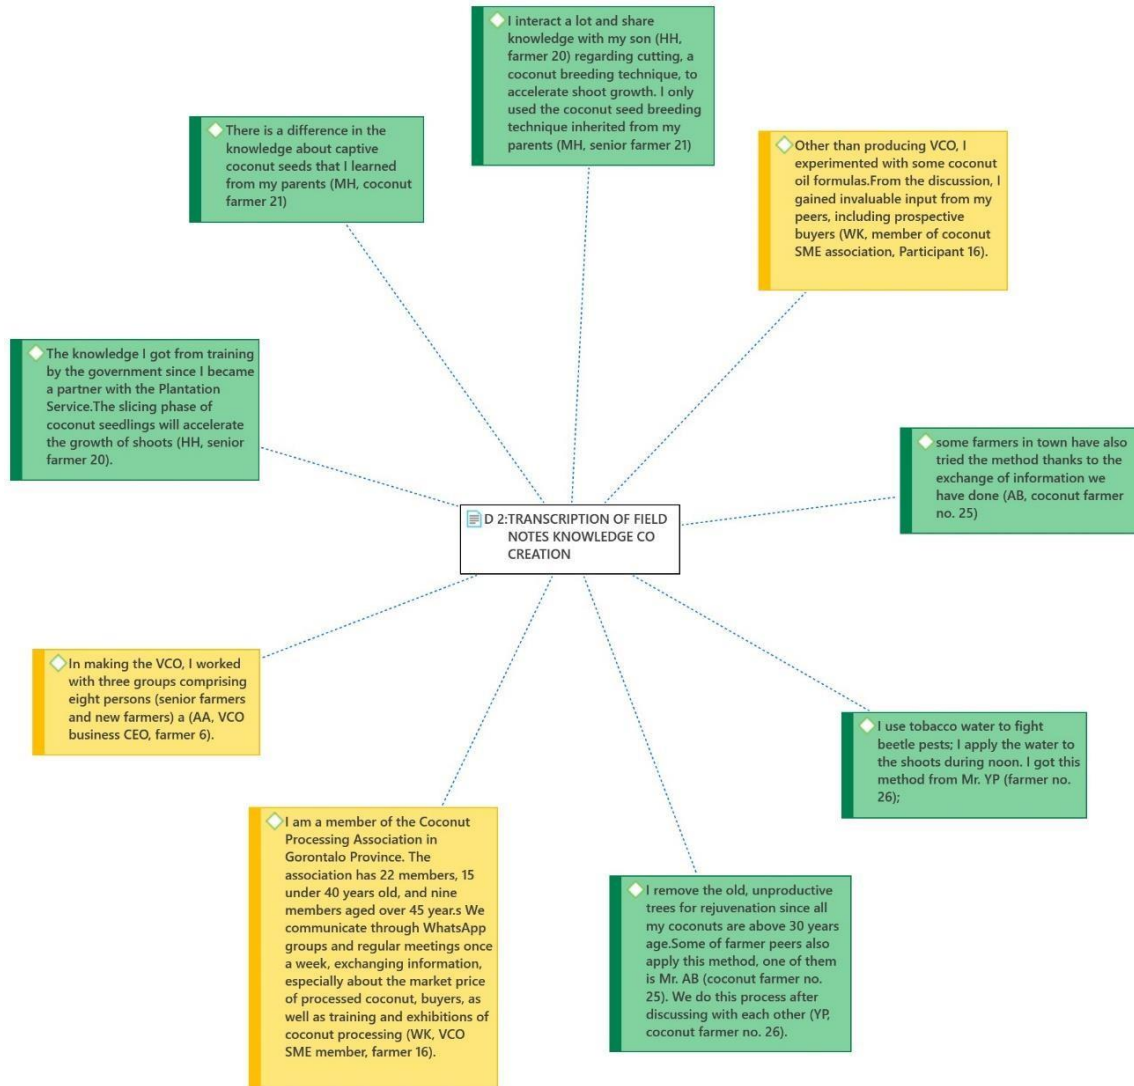 I interact a lot and share
knowledge with my son (HH,
farmer 20) regarding cutting, a
coconut breeding technique, to
accelerate shoot growth. I only
used the coconut seed breeding
technique inherited from my
parents (MH, senior farmer 21)
There is a difference in the
knowledge about captive
coconut seeds that I learned
from my parents (MH, coconut
farmer 21)
Other than producing VCO, I
experimented with some coconut
oil formulas.From the discussion, I
gained invaluable input from my
peers, including prospective
buyers (WK, member of coconut
SME association, Participant 16).
The knowledge I got from training
by the government since I became
a partner with the Plantation
Service.The slicing phase of
coconut seedlings will accelerate
the growth of shoots (HH, senior
farmer 20).
some farmers in town have also
tried the method thanks to the
exchange of information we
have done (AB, coconut farmer
no. 25)
D 2:TRANSCRIPTION OF FIELD
NOTES KNOWLEDGE CO
CREATION
In making the VCO, I worked
with three groups comprising
eight persons (senior farmers
and new farmers) a (AA, VCO
business CEO, farmer 6).
I use tobacco water to fight
beetle pests; I apply the water to
the shoots during noon. I got this
method from Mr. YP (farmer no.
26);
I am a member of the Coconut
Processing Association in
Gorontalo Province. The
association has 22 members, 15
under 40 years old, and nine
members aged over 45 year.s We
communicate through WhatsApp
groups and regular meetings once
a week, exchanging information,
especially about the market price
of processed coconut, buyers, as
well as training and exhibitions of
coconut processing (WK, VCO
SME member, farmer 16).
I remove the old, unproductive
trees for rejuvenation since all
my coconuts are above 30 years
age.Some of farmer peers also
apply this method, one of them
is Mr. AB (coconut farmer no.
25). We do this process after
discussing with each other (YP,
coconut farmer no. 26).